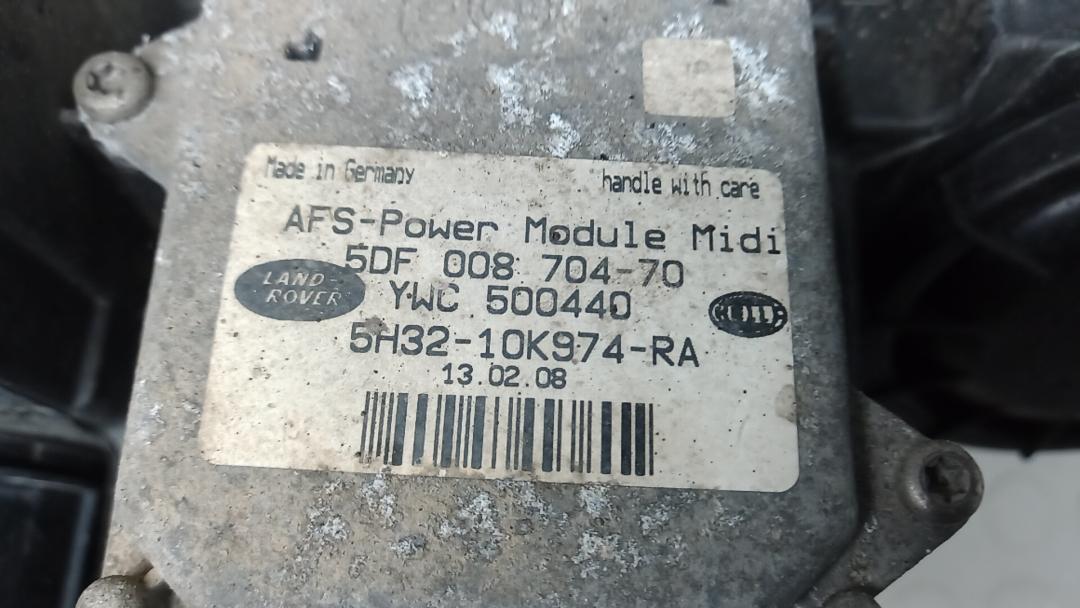 Made in Germany
handle with care
AFS-Power Module Midi
5DF 008 704-70
LAND-
ROVER
YWC 500440
HELLA
5H32-10K974-RA
13.02.08